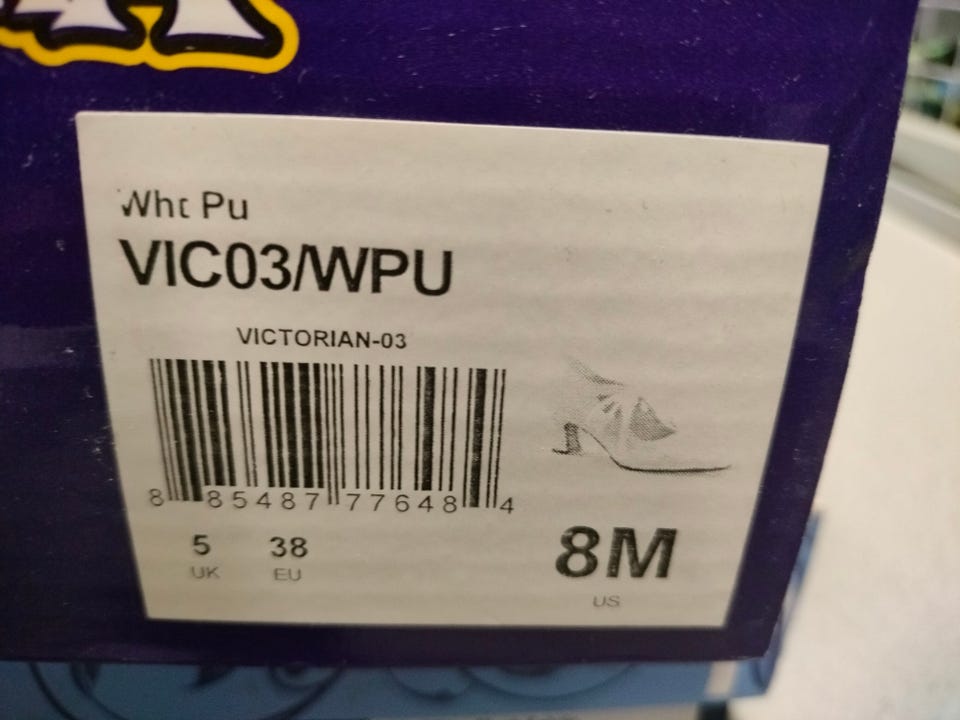 Wht Pu
VIC03/WPU
VICTORIAN-03
8 85487 77648 4
5 38 8M
UK EU US